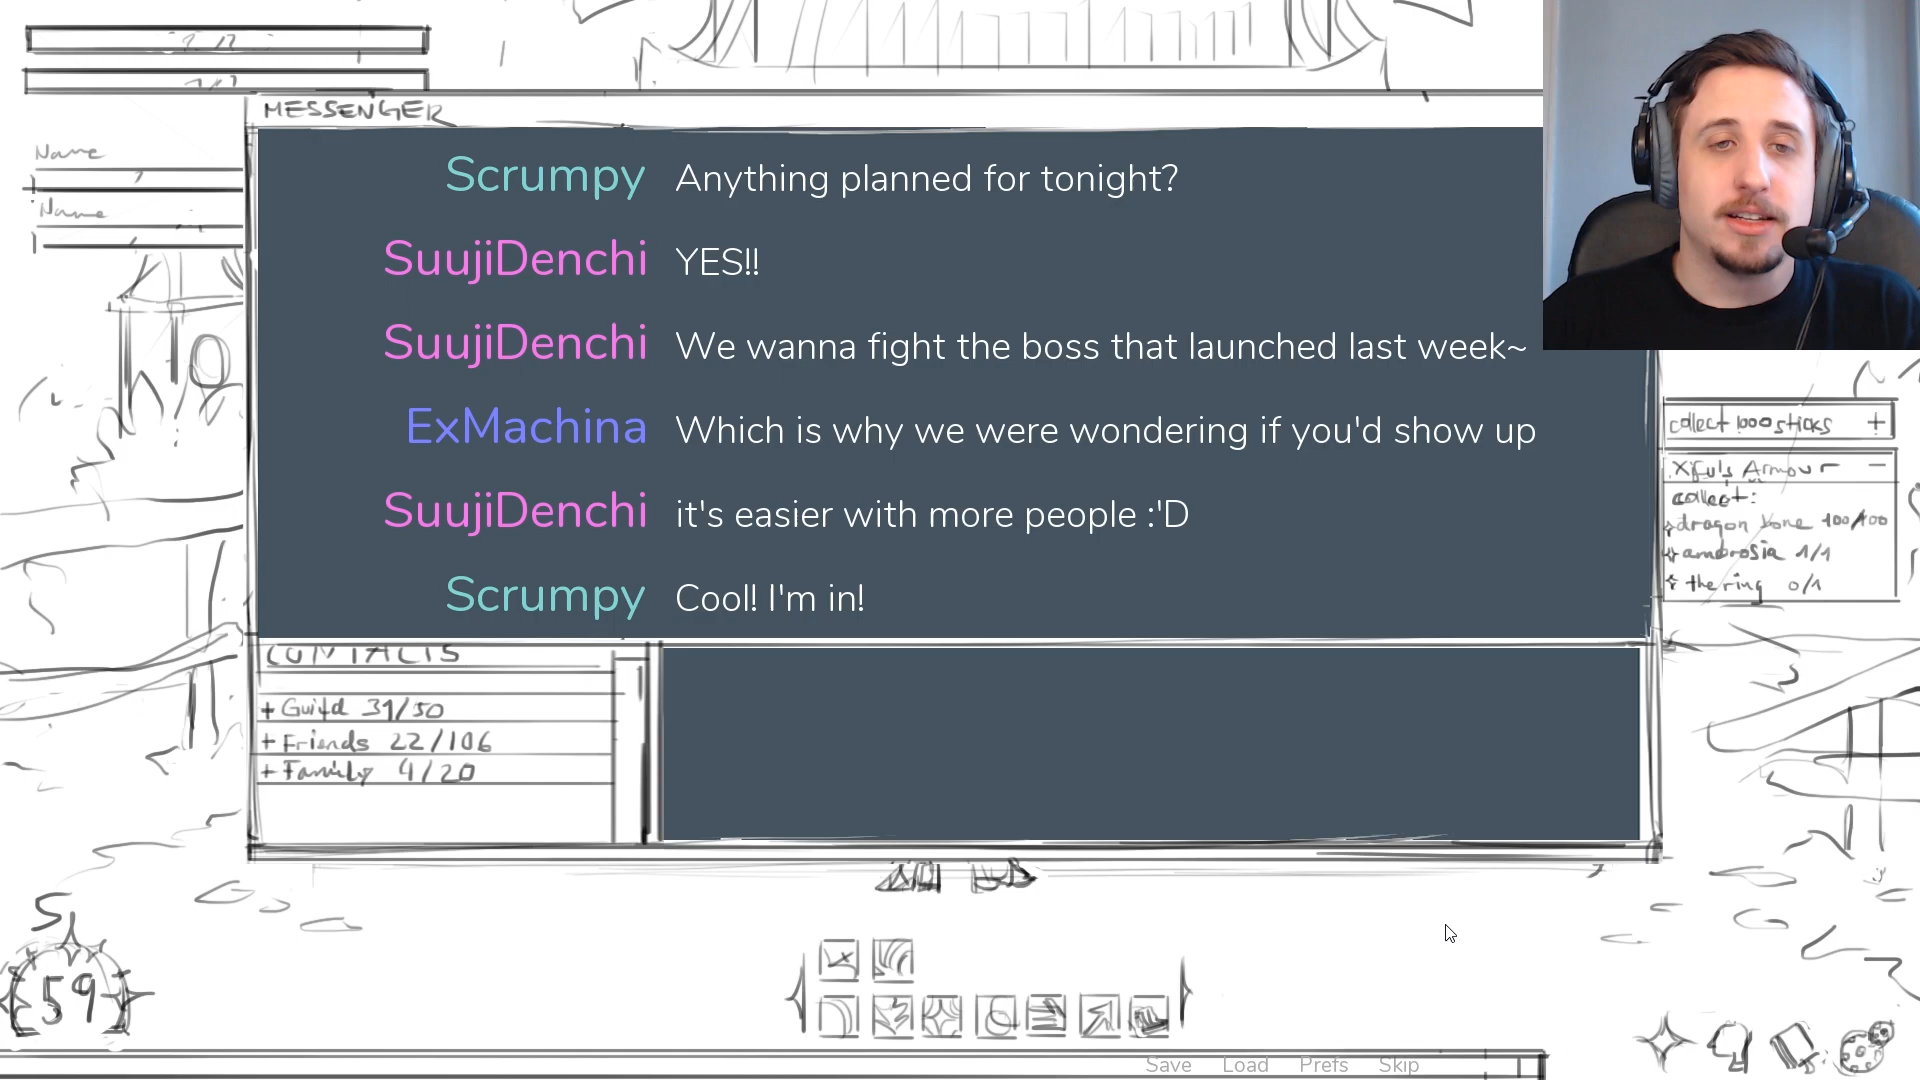 MESSENGER
Name
Name
Scrumpy Anything planned for tonight?
SuujiDenchi YES!!
SuujiDenchi We wanna fight the boss that launched last week~
ExMachina Which is why we were wondering if you'd show up
SuujiDenchi it's easier with more people :'D
Scrumpy Cool! I'm in!
collect 1000 sticks +
Armour -
collect:
dragon bone 100/100
ambrosia 1/1
the ring 0/1
CONTACTS
+ Guild 31/50
+ Friends 22/106
+ Family 4/20
59
Save Load Prefs Skip